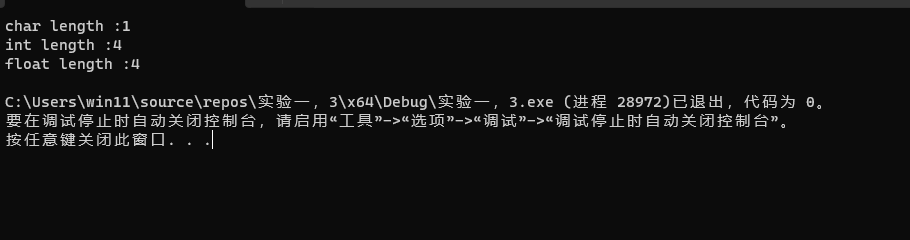 char length :1
int length :4
float length :4
C:\Users\win11\source\repos\实验一，3\x64\Debug\实验一，3.exe (进程 28972)已退出，代码为 0。
要在调试停止时自动关闭控制台，请启用“工具”->“选项”->“调试”->“调试停止时自动关闭控制台”。
按任意键关闭此窗口. . .